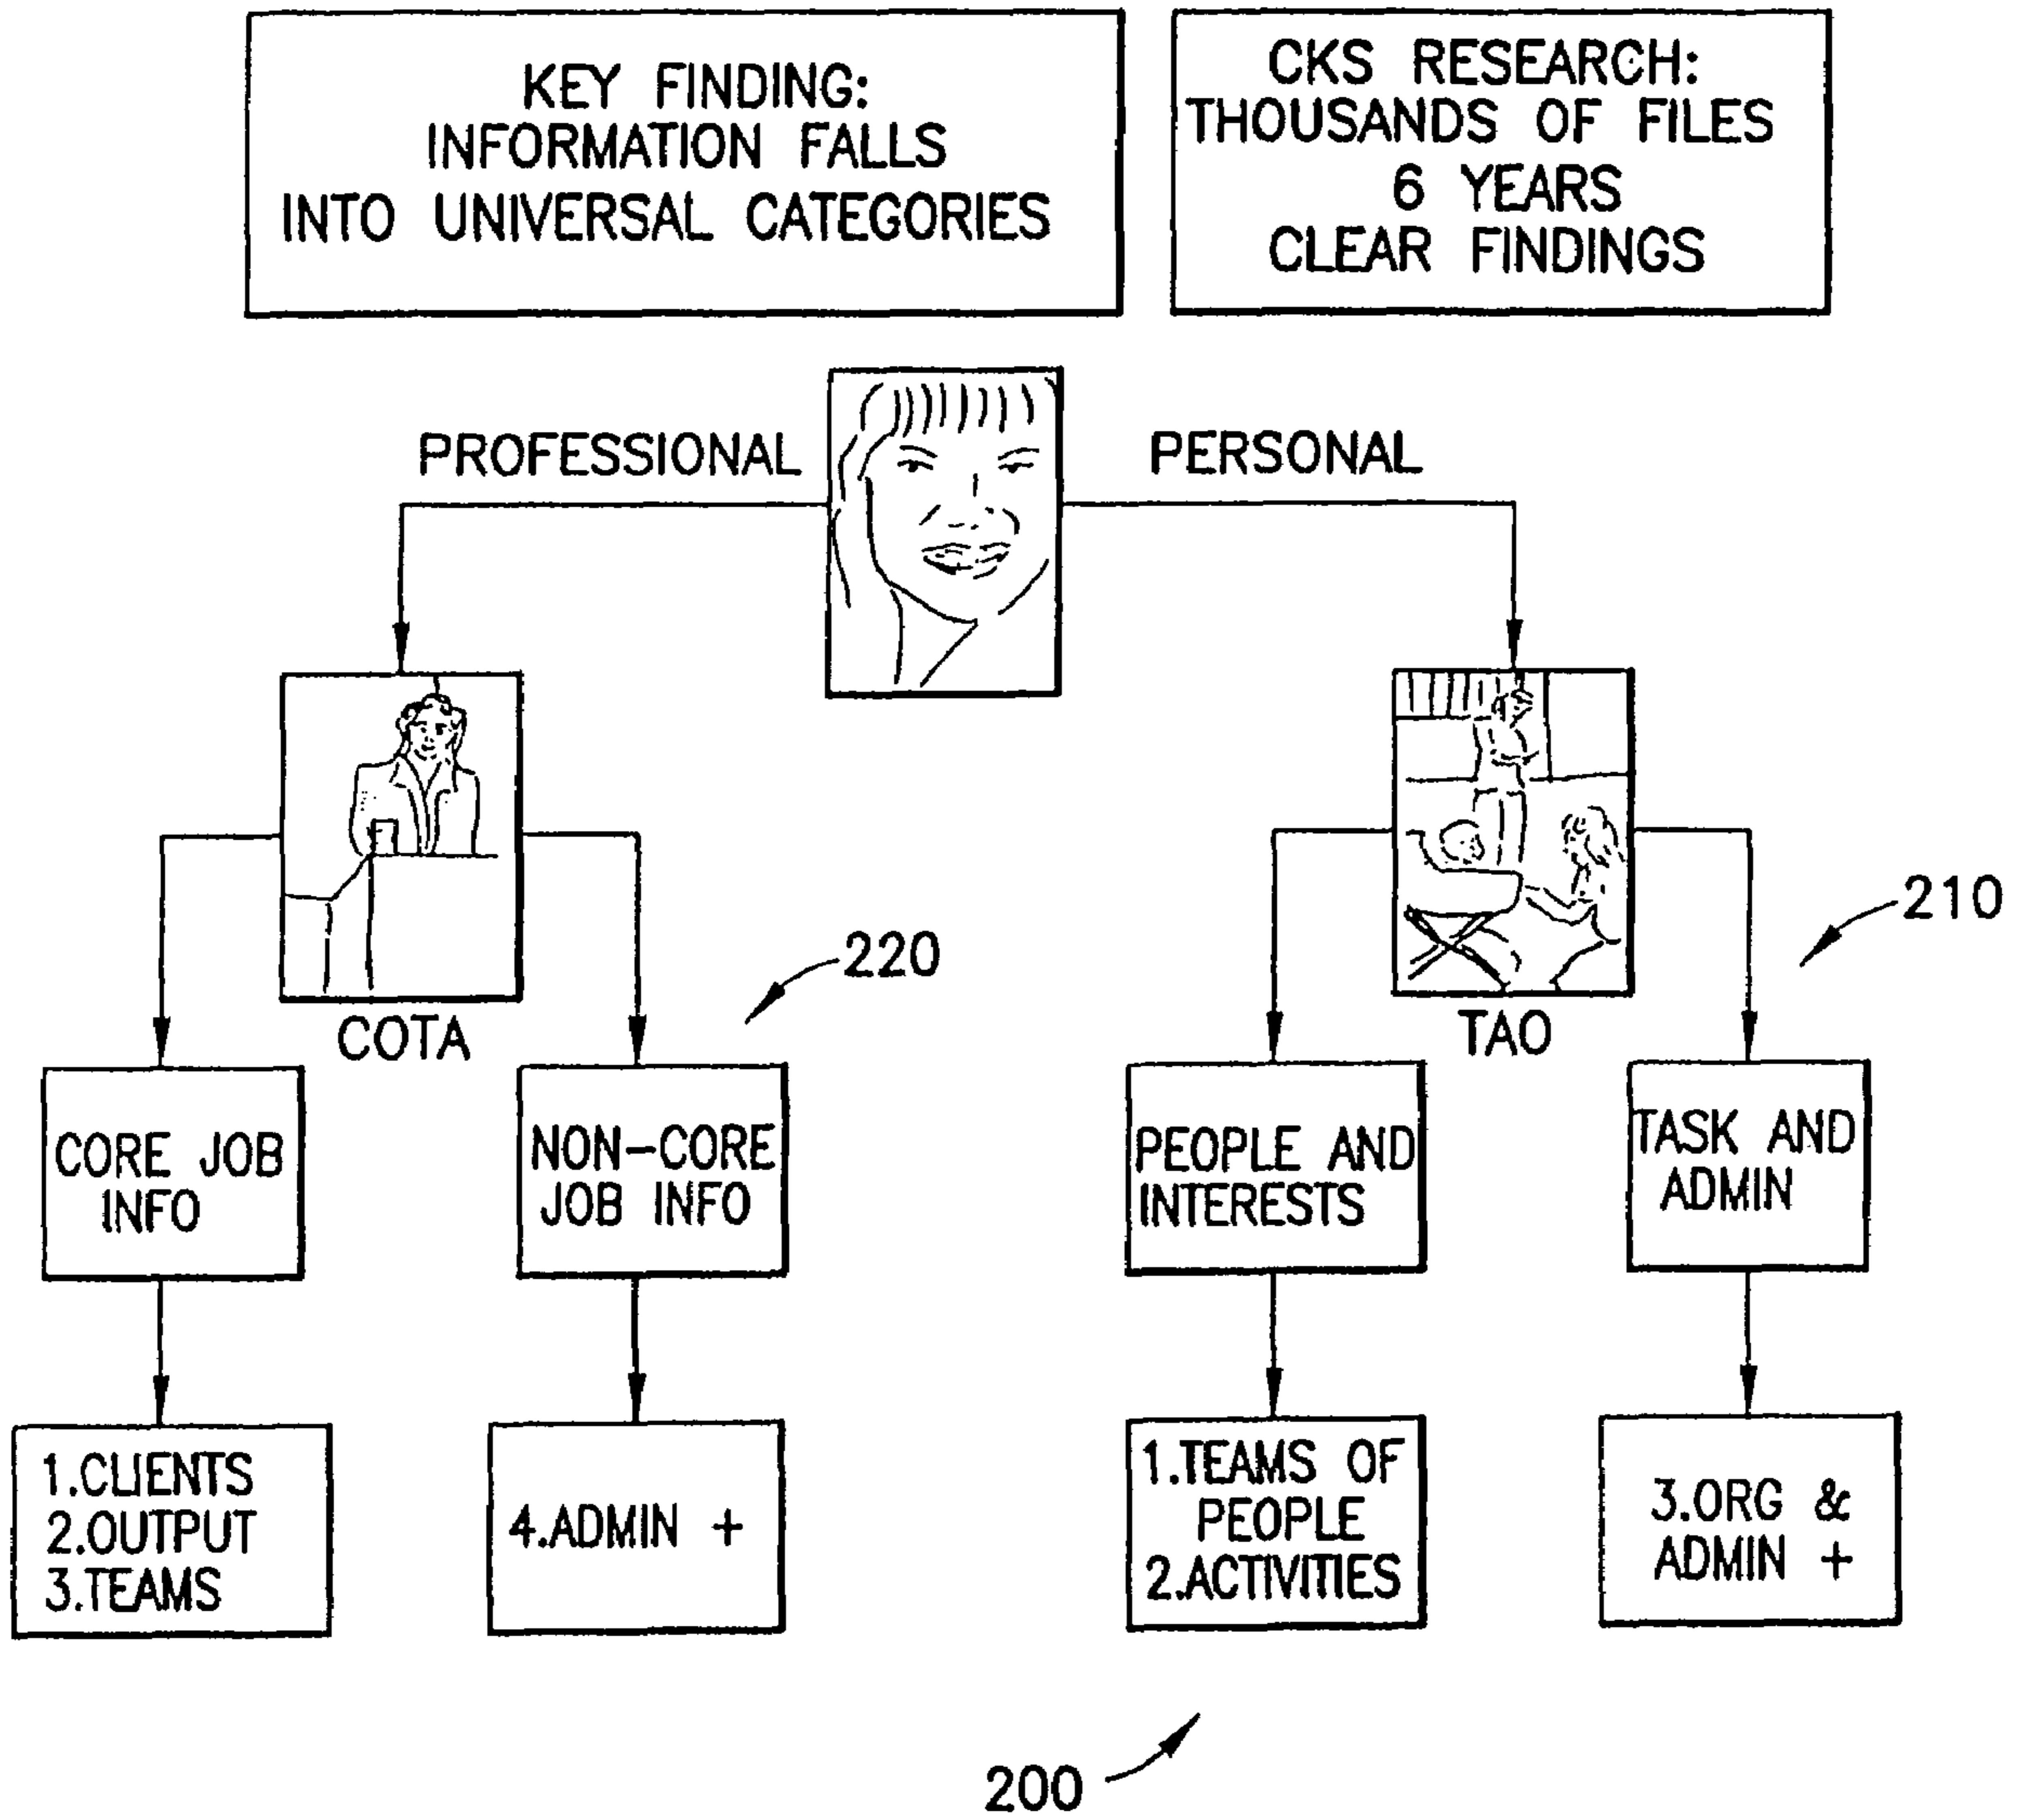 KEY FINDING:
INFORMATION FALLS
INTO UNIVERSAL CATEGORIES
CKS RESEARCH:
THOUSANDS OF FILES
6 YEARS
CLEAR FINDINGS
PROFESSIONAL
PERSONAL
210
220
COTA
TAO
CORE JOB
INFO
NON-CORE
JOB INFO
PEOPLE AND
INTERESTS
TASK AND
ADMIN
1.CLIENTS
2.OUTPUT
3.TEAMS
4.ADMIN +
1.TEAMS OF
PEOPLE
2.ACTIVITIES
3.ORG &
ADMIN +
200